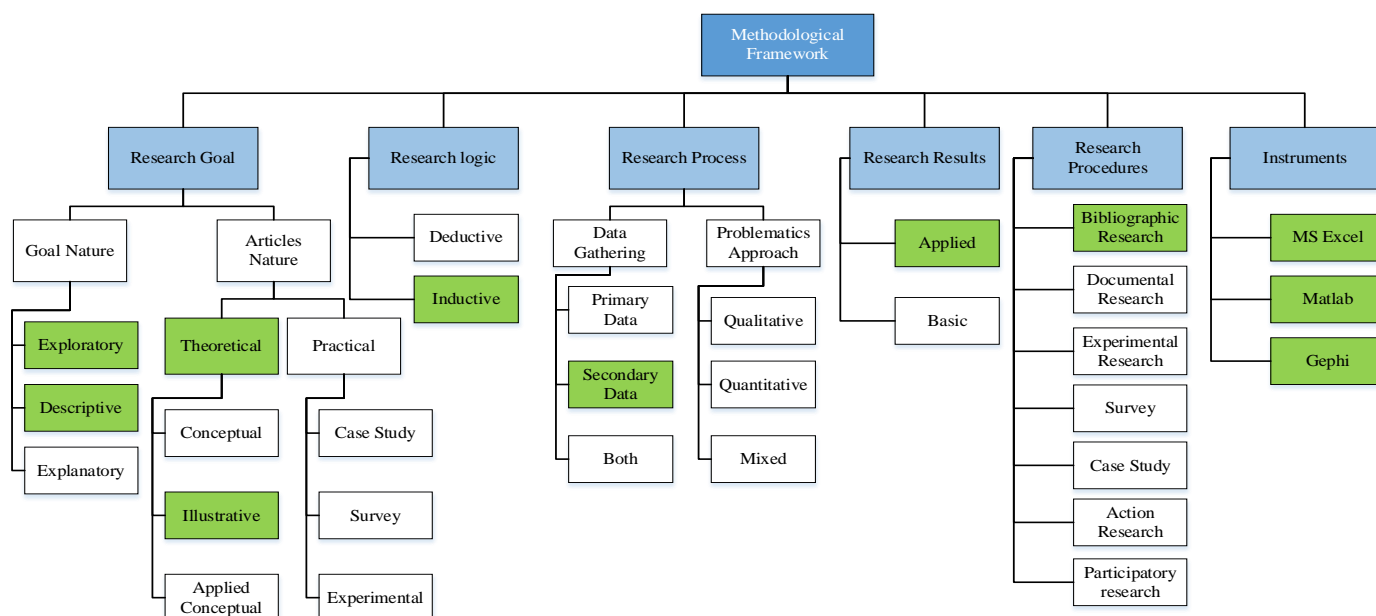 Methodological
Framework
Research Goal
Research logic
Research Process
Research Results
Research
Procedures
Instruments
Goal Nature
Articles
Nature
Exploratory
Descriptive
Explanatory
Theoretical
Practical
Conceptual
Illustrative
Applied
Conceptual
Case Study
Survey
Experimental
Deductive
Inductive
Data
Gathering
Problematics
Approach
Primary
Data
Secondary
Data
Both
Qualitative
Quantitative
Mixed
Applied
Basic
Bibliographic
Research
Documental
Research
Experimental
Research
Survey
Case Study
Action
Research
Participatory
research
MS Excel
Matlab
Gephi